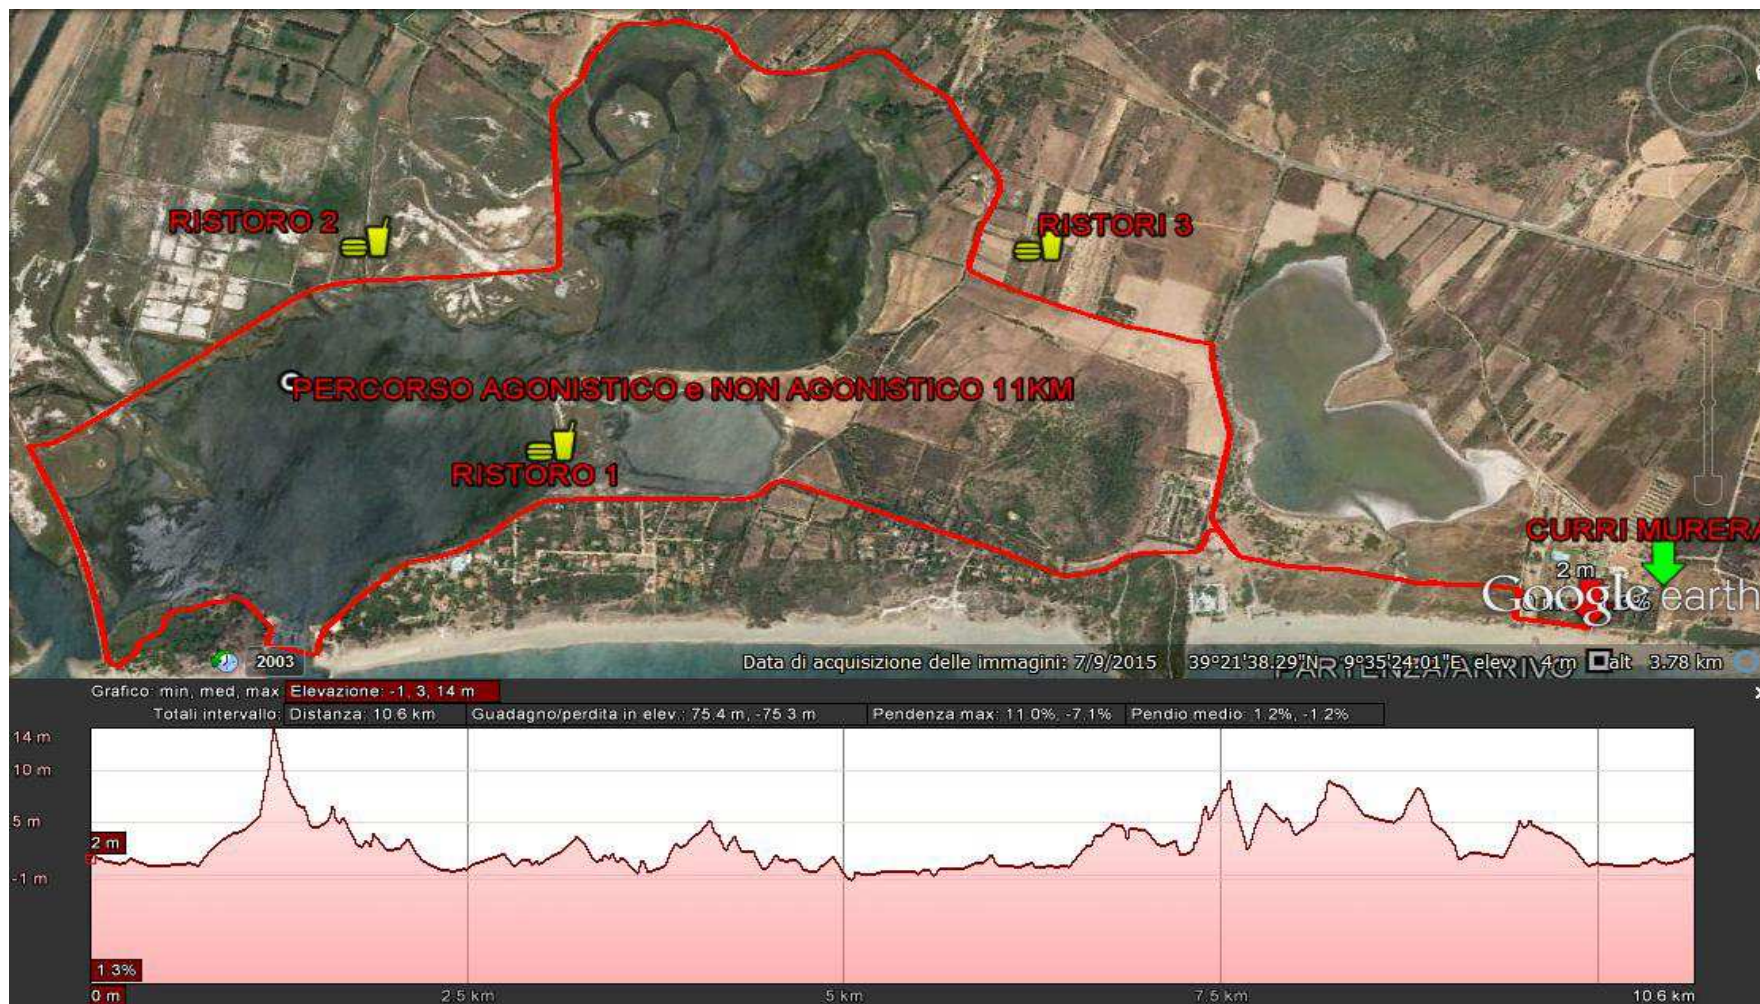 RISTORO 2
RISTORI 3
PERCORSO AGONISTICO e NON AGONISTICO 11KM
RISTORO 1
CURRI MURERA
2 m
Google earth
2003
Data di acquisizione delle immagini: 7/9/2015 39°21'38.29"N 9°35'24.01"E elev 4 m alt 3.78 km
PARTENZA/ARRIVO
Grafico: min, med, max Elevazione: -1, 3, 14 m
Totali intervallo: Distanza: 10.6 km Guadagno/perdita in elev.: 75.4 m, -75.3 m Pendenza max: 11.0%, -7.1% Pendio medio: 1.2%, -1.2%
14 m
10 m
5 m
2 m
-1 m
1.3%
0 m 2.5 km 5 km 7.5 km 10.6 km